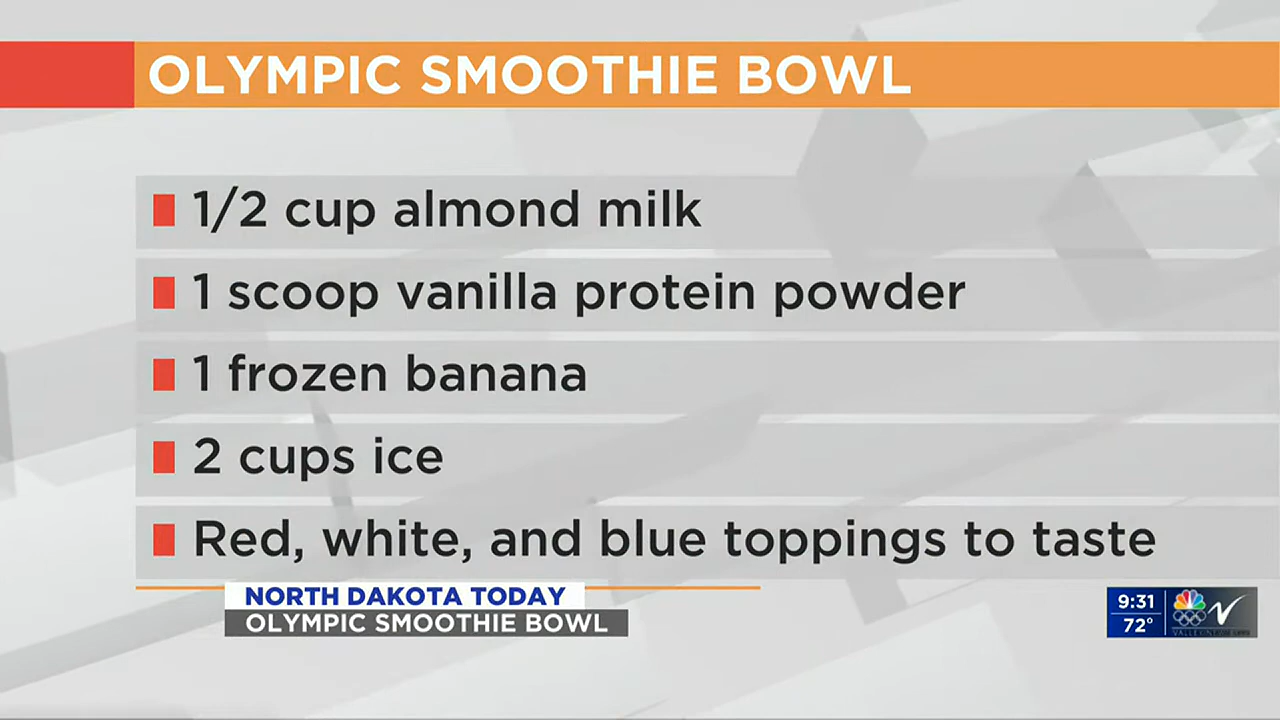 OLYMPIC SMOOTHIE BOWL
1/2 cup almond milk
1 scoop vanilla protein powder
1 frozen banana
2 cups ice
Red, white, and blue toppings to taste
NORTH DAKOTA TODAY
OLYMPIC SMOOTHIE BOWL
9:31
72°